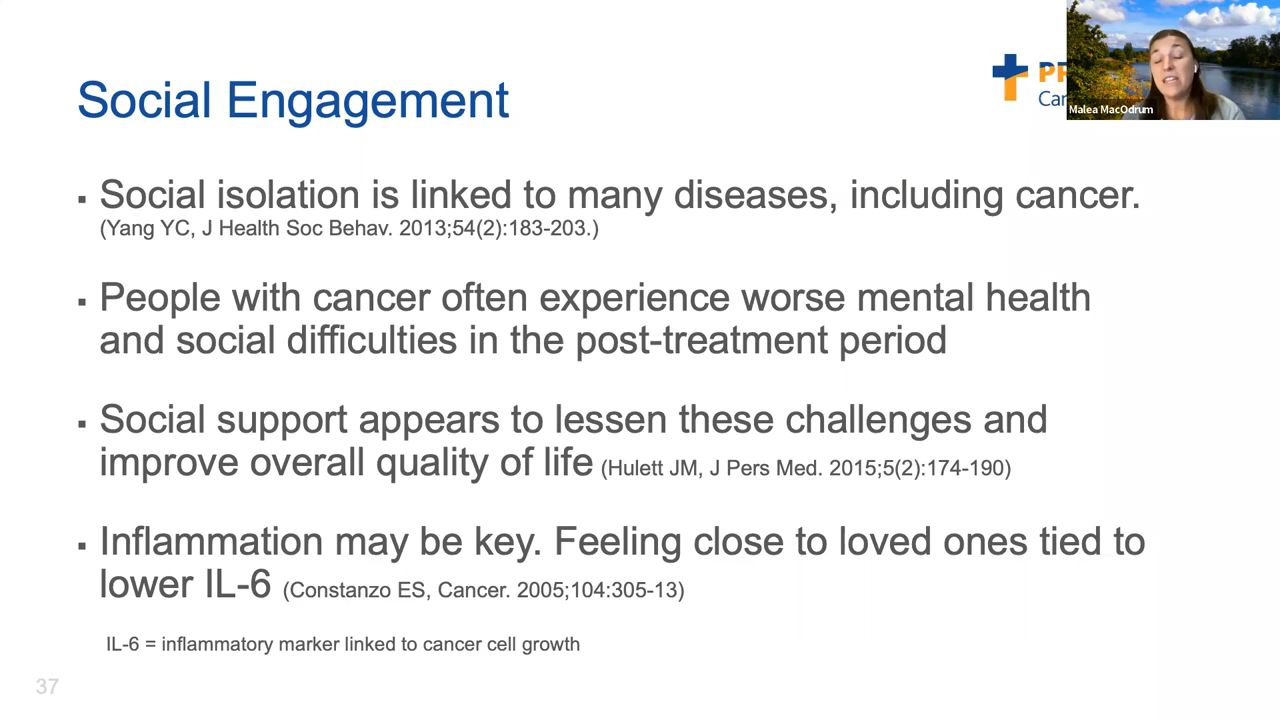 Social Engagement
Malea MacOdrum
▪ Social isolation is linked to many diseases, including cancer.
(Yang YC, J Health Soc Behav. 2013;54(2):183-203.)
▪ People with cancer often experience worse mental health
and social difficulties in the post-treatment period
▪ Social support appears to lessen these challenges and
improve overall quality of life (Hulett JM, J Pers Med. 2015;5(2):174-190)
▪ Inflammation may be key. Feeling close to loved ones tied to
lower IL-6 (Constanzo ES, Cancer. 2005;104:305-13)
IL-6 = inflammatory marker linked to cancer cell growth
37